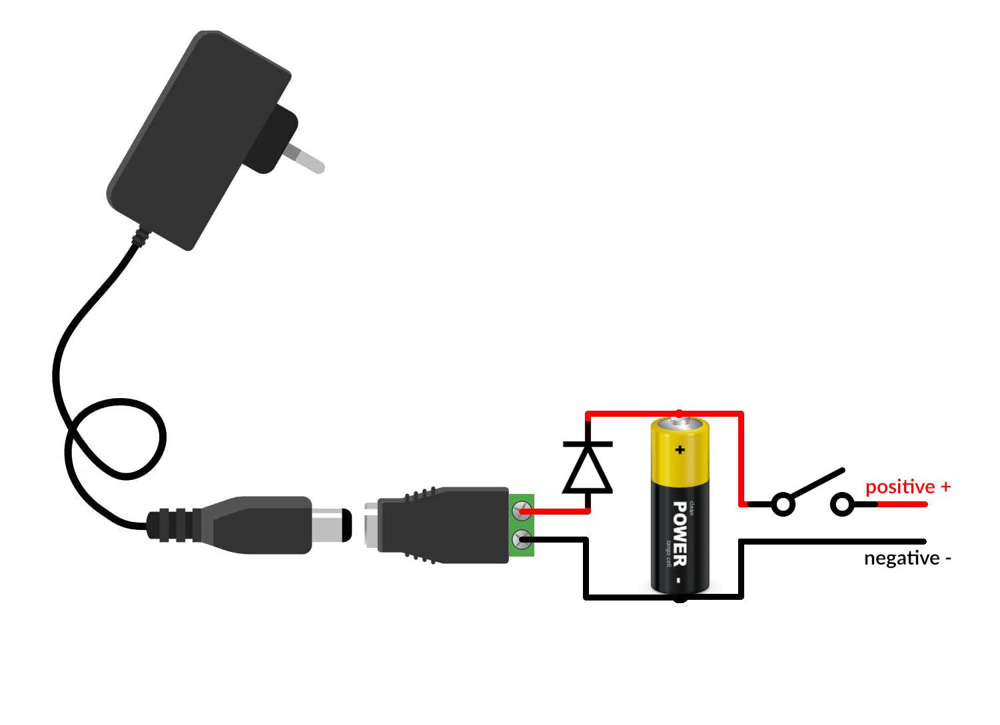 +
clean
POWER
tango cell
-
positive +
negative -